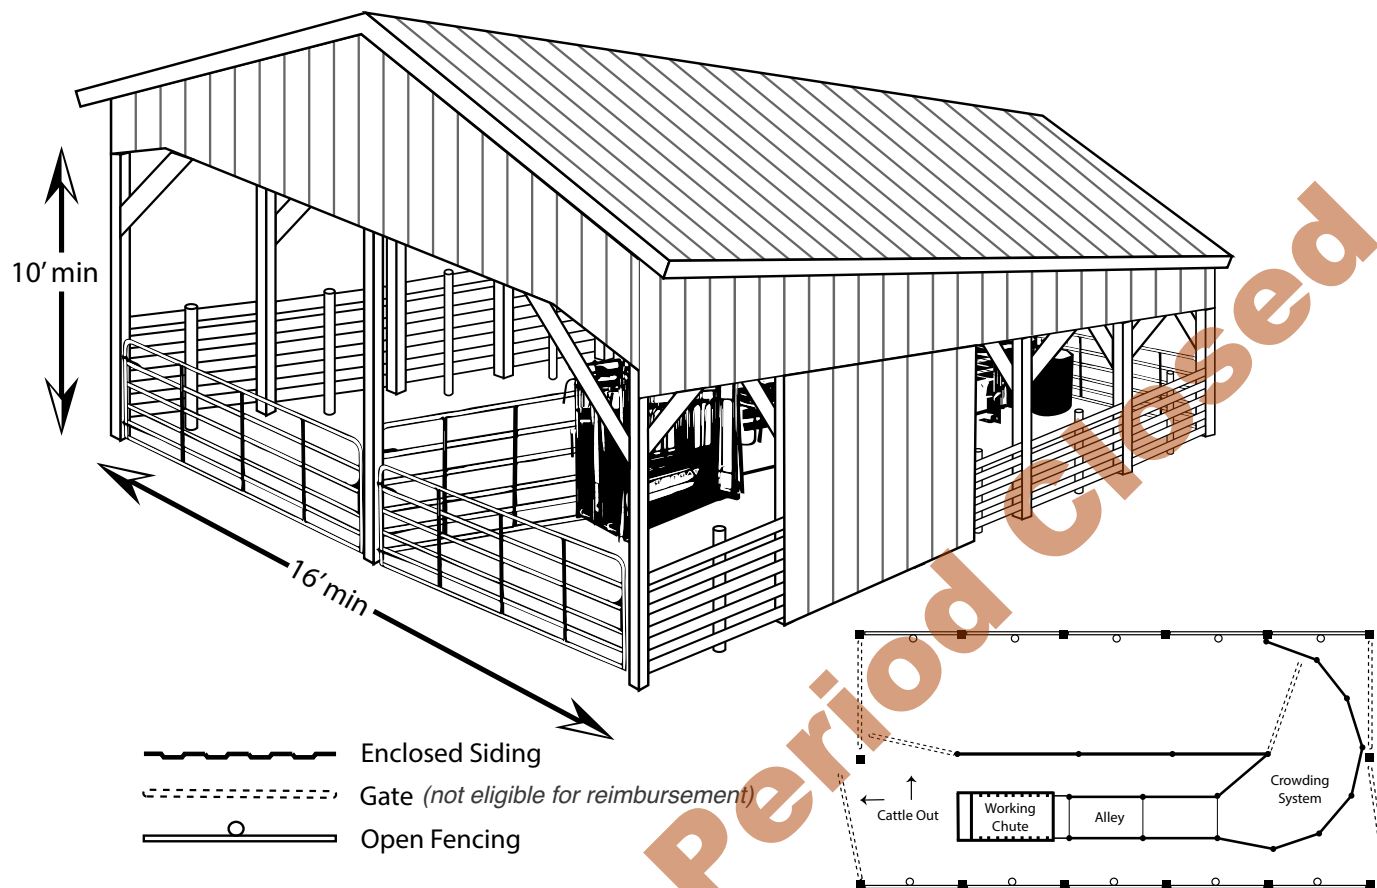 10’ min
16’ min
Enclosed Siding
Gate (not eligible for reimbursement)
Open Fencing
Period Closed
Crowding
System
Working
Chute
Alley
Cattle Out